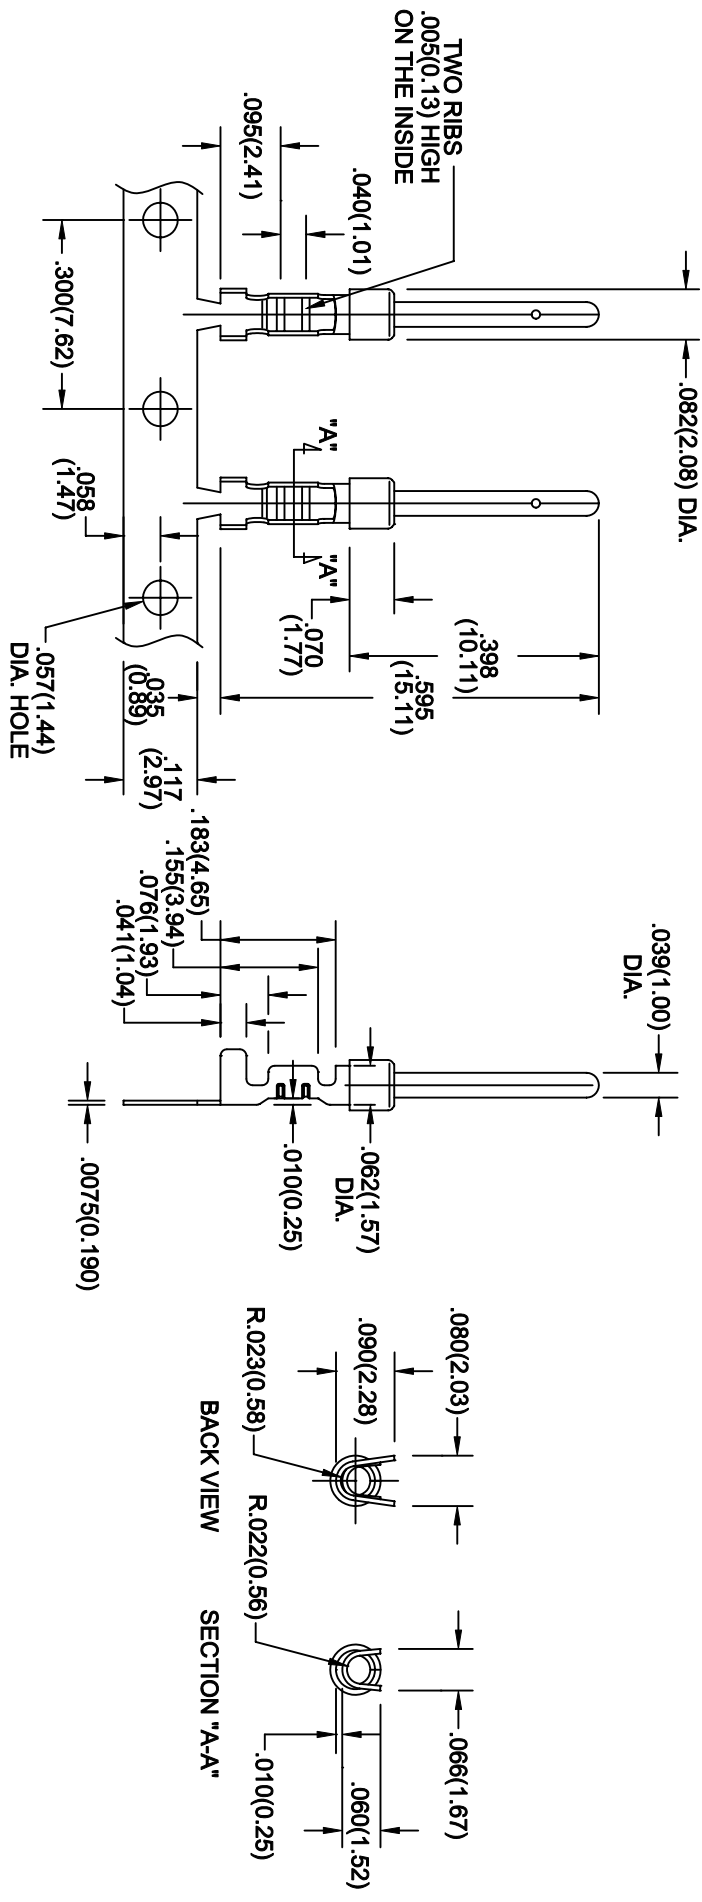 TWO RIBS
.005(0.13) HIGH
ON THE INSIDE
.095(2.41)
.040(1.01)
.300(7.62)
.082(2.08) DIA.
"A"
"A"
.058
(1.47)
.070
(1.77)
.398
(10.11)
.595
(15.11)
.057(1.44)
DIA. HOLE
.035
(0.89)
.117
(2.97)
.183(4.65)
.155(3.94)
.076(1.93)
.041(1.04)
.039(1.00)
DIA.
.062(1.57)
DIA.
.010(0.25)
.0075(0.190)
.080(2.03)
.090(2.28)
R.023(0.58)
BACK VIEW
R.022(0.56)
SECTION "A-A"
.066(1.67)
.060(1.52)
.010(0.25)